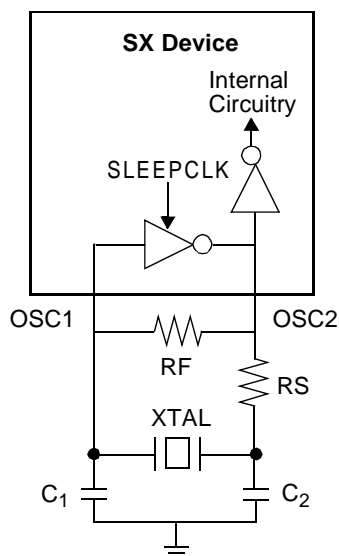 SX Device
Internal
Circuitry
SLEEPCLK
OSC1
OSC2
RF
RS
XTAL
C1
C2